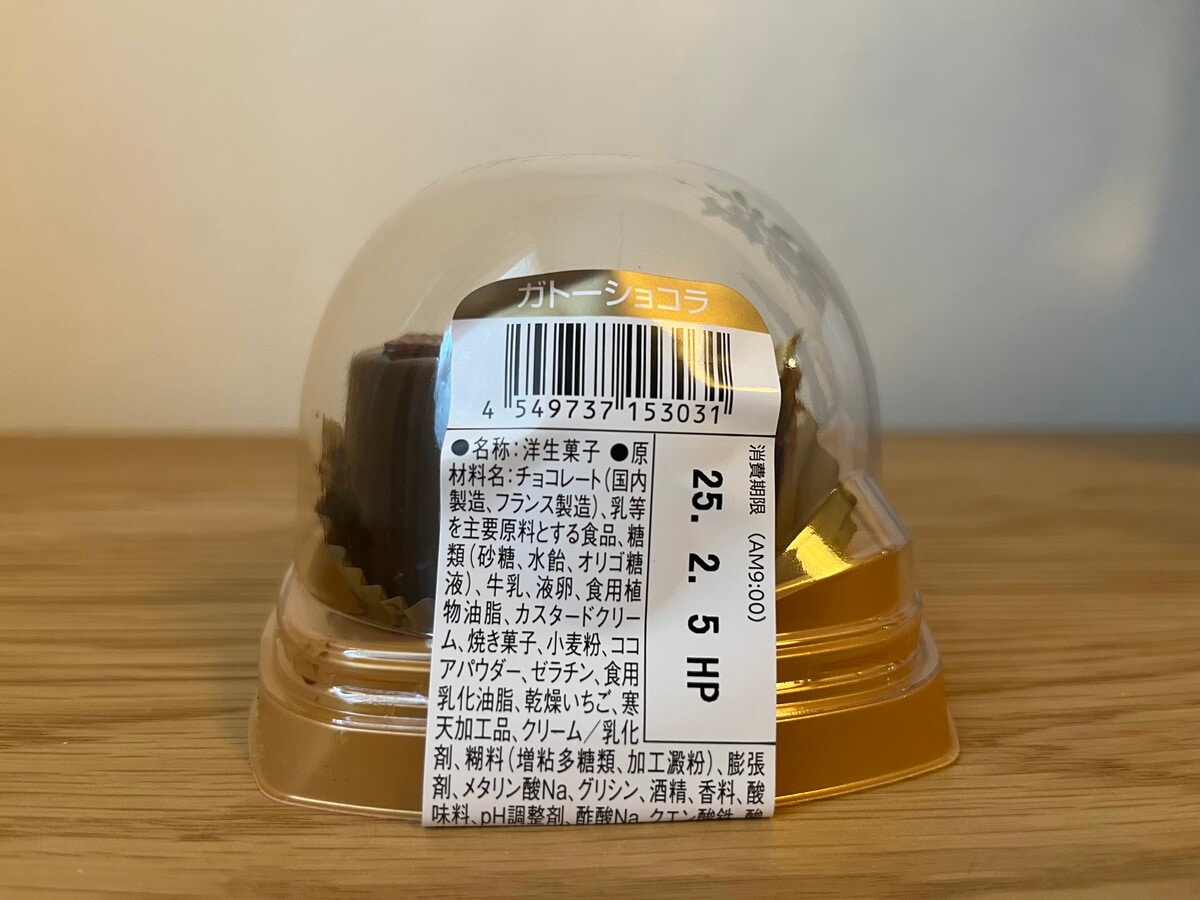 ガトーショコラ
4 549737 153031
●名称:洋生菓子 ●原
材料名:チョコレート(国内
製造、フランス製造)、乳等
を主要原料とする食品、糖
類(砂糖、水飴、オリゴ糖
液)、牛乳、液卵、食用植
物油脂、カスタードクリー
ム、焼き菓子、小麦粉、ココ
アパウダー、ゼラチン、食用
乳化油脂、乾燥いちご、寒
天加工品、クリーム/乳化
剤、糊料(増粘多糖類、加工澱粉)、膨張
剤、メタリン酸Na、グリシン、酒精、香料、酸
味料、pH調整剤、酢酸Na、クエン酸鉄、酸
消費期限 (AM9:00)
25. 2. 5 HP